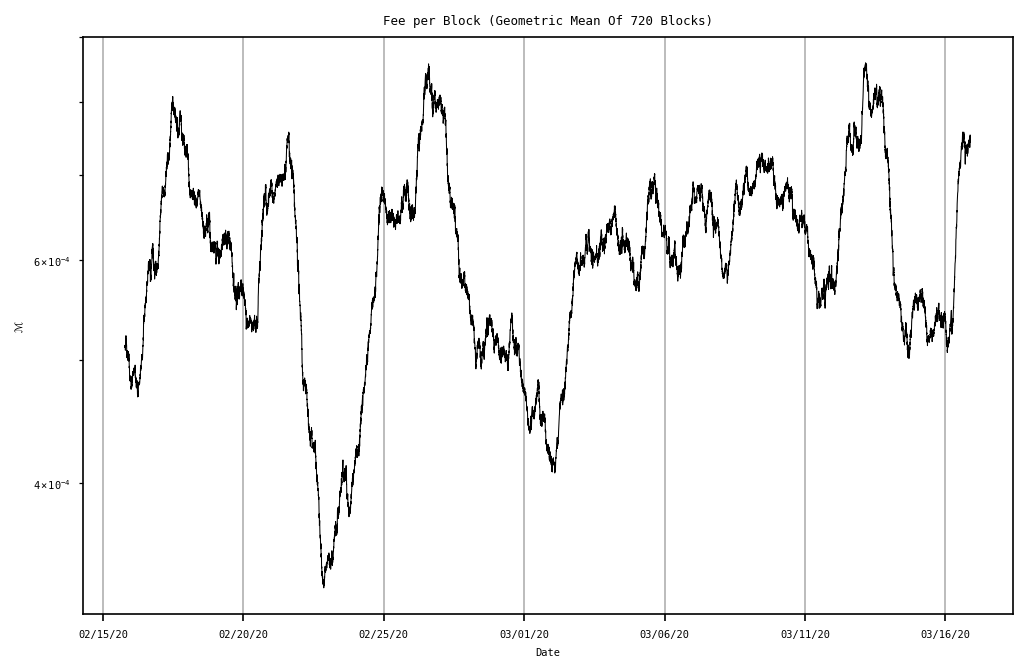 Fee per Block (Geometric Mean Of 720 Blocks)
6×10⁻⁴
ℳ
4×10⁻⁴
02/15/20 02/20/20 02/25/20 03/01/20 03/06/20 03/11/20 03/16/20
Date